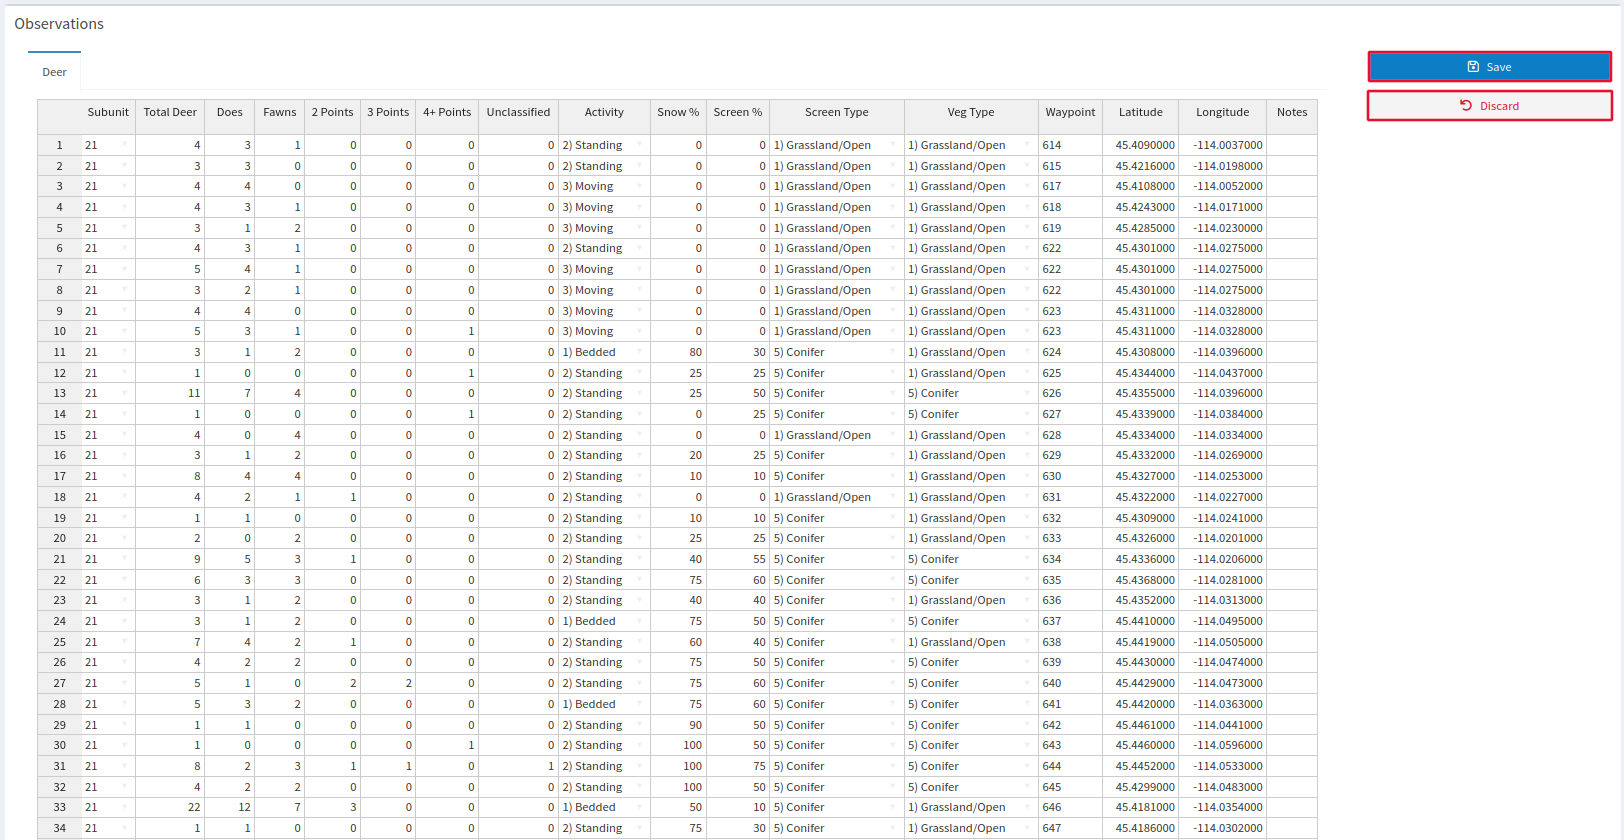 Observations
Deer
Save
Discard
Subunit Total Deer Does Fawns 2 Points 3 Points 4+ Points Unclassified Activity Snow % Screen % Screen Type Veg Type Waypoint Latitude Longitude Notes
1 21 4 3 1 0 0 0 0 2) Standing 0 0 1) Grassland/Open 1) Grassland/Open 614 45.4090000 -114.0037000
2 21 3 3 0 0 0 0 0 2) Standing 0 0 1) Grassland/Open 1) Grassland/Open 615 45.4216000 -114.0198000
3 21 4 4 0 0 0 0 0 3) Moving 0 0 1) Grassland/Open 1) Grassland/Open 617 45.4108000 -114.0052000
4 21 4 3 1 0 0 0 0 3) Moving 0 0 1) Grassland/Open 1) Grassland/Open 618 45.4243000 -114.0171000
5 21 3 1 2 0 0 0 0 3) Moving 0 0 1) Grassland/Open 1) Grassland/Open 619 45.4285000 -114.0230000
6 21 4 3 1 0 0 0 0 2) Standing 0 0 1) Grassland/Open 1) Grassland/Open 622 45.4301000 -114.0275000
7 21 5 4 1 0 0 0 0 3) Moving 0 0 1) Grassland/Open 1) Grassland/Open 622 45.4301000 -114.0275000
8 21 3 2 1 0 0 0 0 3) Moving 0 0 1) Grassland/Open 1) Grassland/Open 622 45.4301000 -114.0275000
9 21 4 4 0 0 0 0 0 3) Moving 0 0 1) Grassland/Open 1) Grassland/Open 623 45.4311000 -114.0328000
10 21 5 3 1 0 0 1 0 3) Moving 0 0 1) Grassland/Open 1) Grassland/Open 623 45.4311000 -114.0328000
11 21 3 1 2 0 0 0 0 1) Bedded 80 30 5) Conifer 1) Grassland/Open 624 45.4308000 -114.0396000
12 21 1 0 0 0 0 1 0 2) Standing 25 25 5) Conifer 1) Grassland/Open 625 45.4344000 -114.0437000
13 21 11 7 4 0 0 0 0 2) Standing 25 50 5) Conifer 5) Conifer 626 45.4355000 -114.0396000
14 21 1 0 0 0 0 1 0 2) Standing 0 25 5) Conifer 5) Conifer 627 45.4339000 -114.0384000
15 21 4 0 4 0 0 0 0 2) Standing 0 0 1) Grassland/Open 1) Grassland/Open 628 45.4334000 -114.0334000
16 21 3 1 2 0 0 0 0 2) Standing 20 25 5) Conifer 1) Grassland/Open 629 45.4332000 -114.0269000
17 21 8 4 4 0 0 0 0 2) Standing 10 10 5) Conifer 1) Grassland/Open 630 45.4327000 -114.0253000
18 21 4 2 1 1 0 0 0 2) Standing 0 0 1) Grassland/Open 1) Grassland/Open 631 45.4322000 -114.0227000
19 21 1 1 0 0 0 0 0 2) Standing 10 10 5) Conifer 1) Grassland/Open 632 45.4309000 -114.0241000
20 21 2 0 2 0 0 0 0 2) Standing 25 25 5) Conifer 1) Grassland/Open 633 45.4326000 -114.0201000
21 21 9 5 3 1 0 0 0 2) Standing 40 55 5) Conifer 5) Conifer 634 45.4336000 -114.0206000
22 21 6 3 3 0 0 0 0 2) Standing 75 60 5) Conifer 5) Conifer 635 45.4368000 -114.0281000
23 21 3 1 2 0 0 0 0 2) Standing 40 40 5) Conifer 1) Grassland/Open 636 45.4352000 -114.0313000
24 21 3 1 2 0 0 0 0 1) Bedded 75 50 5) Conifer 5) Conifer 637 45.4410000 -114.0495000
25 21 7 4 2 1 0 0 0 2) Standing 60 40 5) Conifer 1) Grassland/Open 638 45.4419000 -114.0505000
26 21 4 2 2 0 0 0 0 2) Standing 75 50 5) Conifer 5) Conifer 639 45.4430000 -114.0474000
27 21 5 1 0 2 2 0 0 2) Standing 75 60 5) Conifer 5) Conifer 640 45.4429000 -114.0473000
28 21 5 3 2 0 0 0 0 1) Bedded 75 60 5) Conifer 5) Conifer 641 45.4420000 -114.0363000
29 21 1 1 0 0 0 0 0 2) Standing 90 50 5) Conifer 5) Conifer 642 45.4461000 -114.0441000
30 21 1 0 0 0 0 1 0 2) Standing 100 50 5) Conifer 5) Conifer 643 45.4460000 -114.0596000
31 21 8 2 3 1 1 0 1 2) Standing 100 75 5) Conifer 5) Conifer 644 45.4452000 -114.0533000
32 21 4 2 2 0 0 0 0 2) Standing 100 50 5) Conifer 5) Conifer 645 45.4299000 -114.0483000
33 21 22 12 7 3 0 0 0 1) Bedded 50 10 5) Conifer 1) Grassland/Open 646 45.4181000 -114.0354000
34 21 1 1 0 0 0 0 0 2) Standing 75 30 5) Conifer 1) Grassland/Open 647 45.4186000 -114.0302000